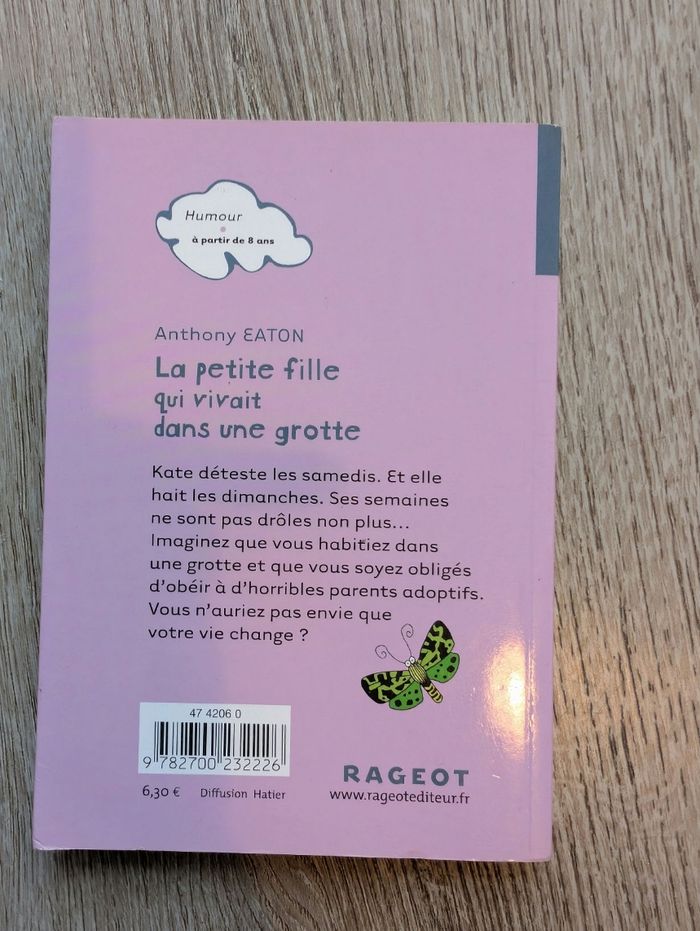 Humour
à partir de 8 ans
Anthony EATON
La petite fille
qui vivait
dans une grotte
Kate déteste les samedis. Et elle
hait les dimanches. Ses semaines
ne sont pas drôles non plus...
Imaginez que vous habitiez dans
une grotte et que vous soyez obligés
d'obéir à d'horribles parents adoptifs.
Vous n'auriez pas envie que
votre vie change ?
47 4206 0
9 782700 232226
6,30 € Diffusion Hatier
RAGEOT
www.rageotediteur.fr